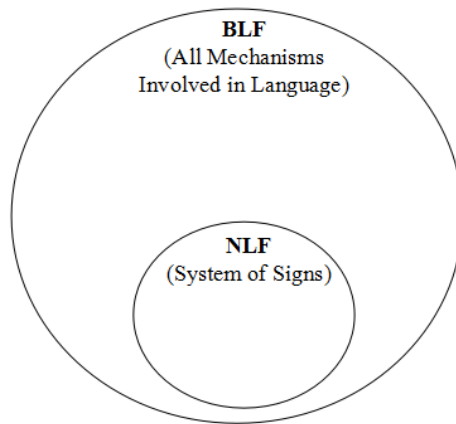 BLF
(All Mechanisms
Involved in Language)
NLF
(System of Signs)